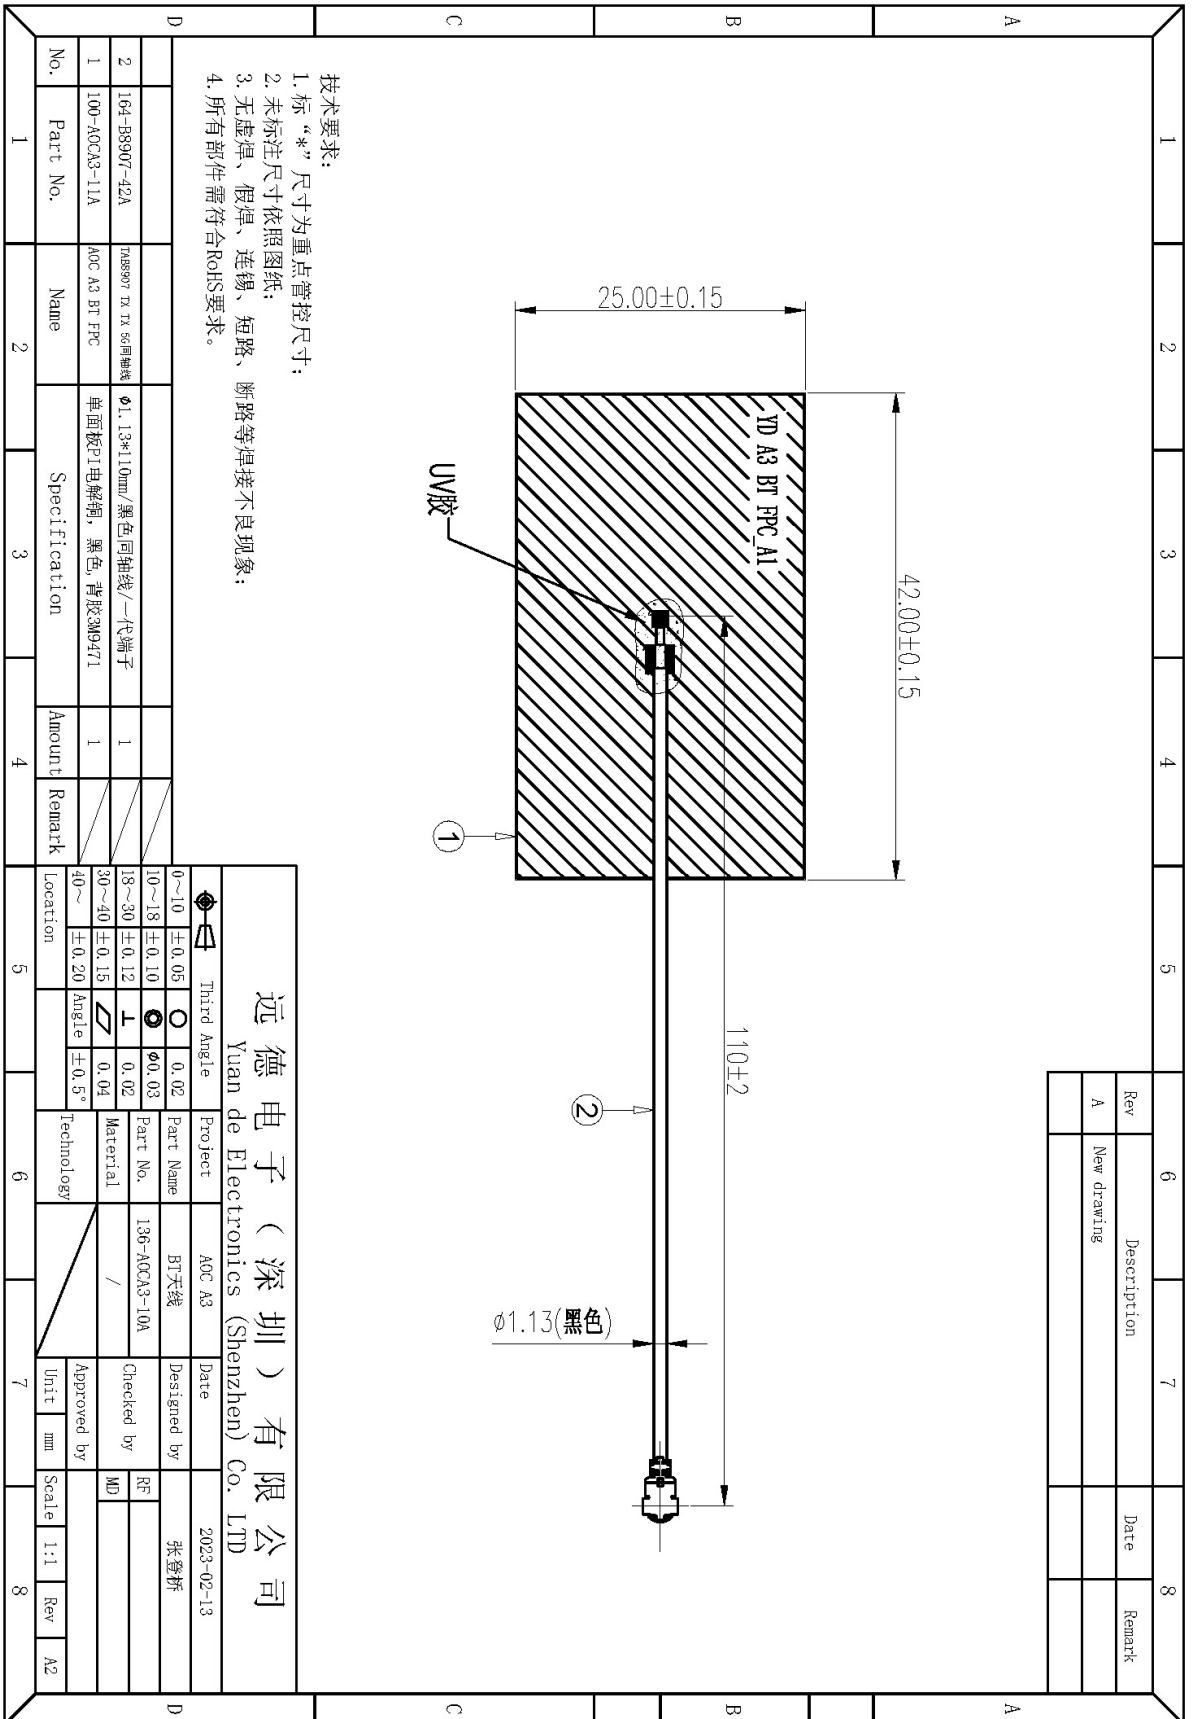 1 2 3 4 5 6 7 8
A
B
C
D
Rev Description Date Remark
A New drawing
42.00±0.15
25.00±0.15
YD A3 BT FPC_A1
110±2
UV胶
①
②
ϕ1.13(黑色)
技术要求:
1.标“*”尺寸为重点管控尺寸;
2.未标注尺寸依照图纸;
3.无虚焊、假焊、连锡、短路、断路等焊接不良现象;
4.所有部件需符合RoHS要求。
2 164-B8907-42A TAB8907 TX TX 5G同轴线 ϕ1.13*110mm/黑色同轴线/一代端子 1
1 100-A0CA3-11A AOC A3 BT FPC 单面板PI电解铜,黑色,背胶3M9471 1
No. Part No. Name Specification Amount Remark
远德电子(深圳)有限公司
Yuan de Electronics (Shenzhen) Co. LTD
Third Angle Project AOC A3 Date 2023-02-13
0~10 ±0.05 0.02 Part Name BT天线 Designed by 张登桥
10~18 ±0.10 ϕ0.03 Part No. 136-A0CA3-10A Checked by RF
18~30 ±0.12 0.02 MD
30~40 ±0.15 0.04 Material / Approved by
40~ ±0.20 Angle ±0.5°
Location Technology Unit mm Scale 1:1 Rev A2
1 2 3 4 5 6 7 8
A
B
C
D